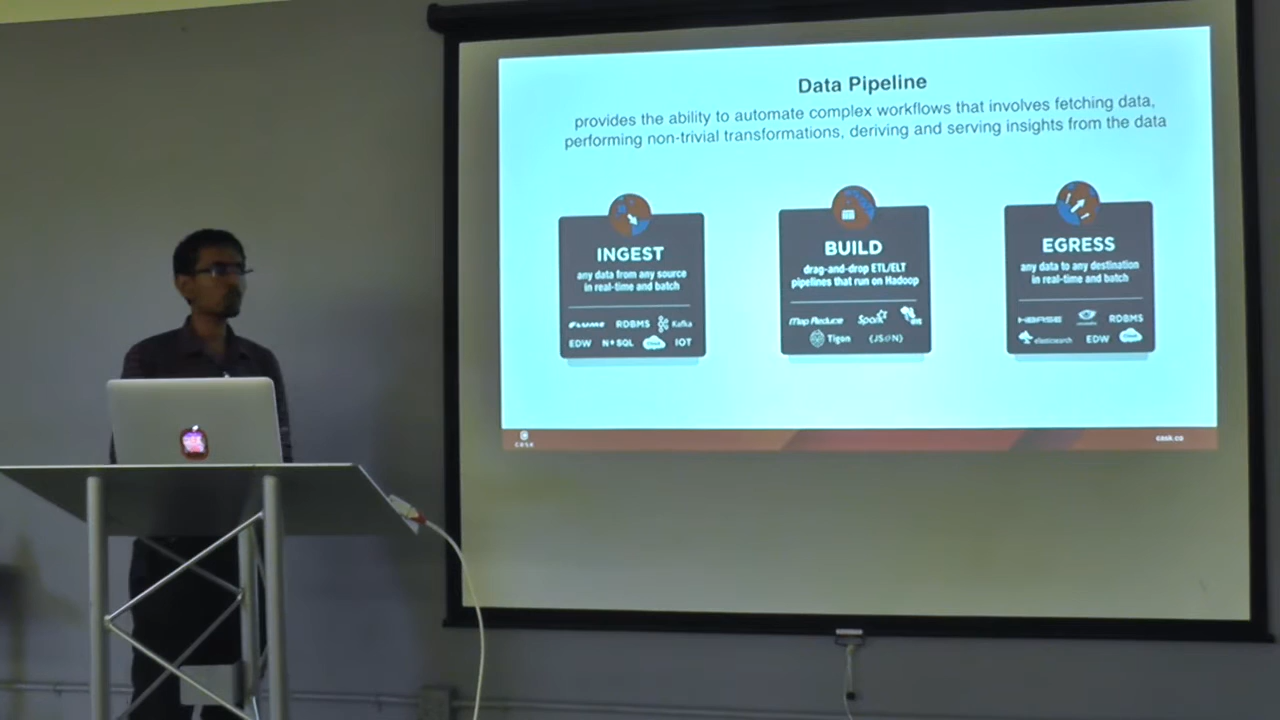 Data Pipeline
provides the ability to automate complex workflows that involves fetching data,
performing non-trivial transformations, deriving and serving insights from the data
INGEST
any data from any source
in real-time and batch
FLUME RDBMS Kafka
EDW NoSQL IOT
BUILD
drag-and-drop ETL/ELT
pipelines that run on Hadoop
Map Reduce Spark
Tigon {JSON}
EGRESS
any data to any destination
in real-time and batch
HBASE RDBMS
elasticsearch EDW
CASK
cask.co